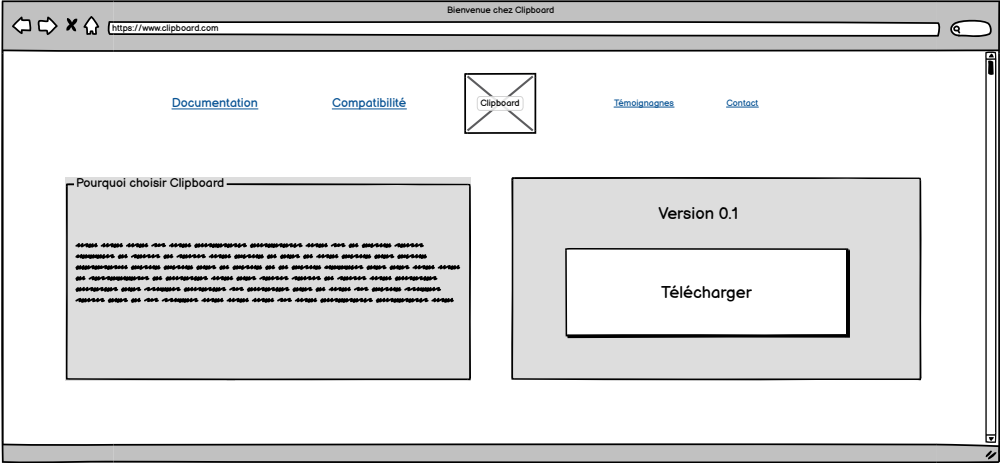 Bienvenue chez Clipboard
https://www.clipboard.com
Documentation
Compatibilité
Clipboard
Témoignagnes
Contact
Pourquoi choisir Clipboard
Version 0.1
Télécharger